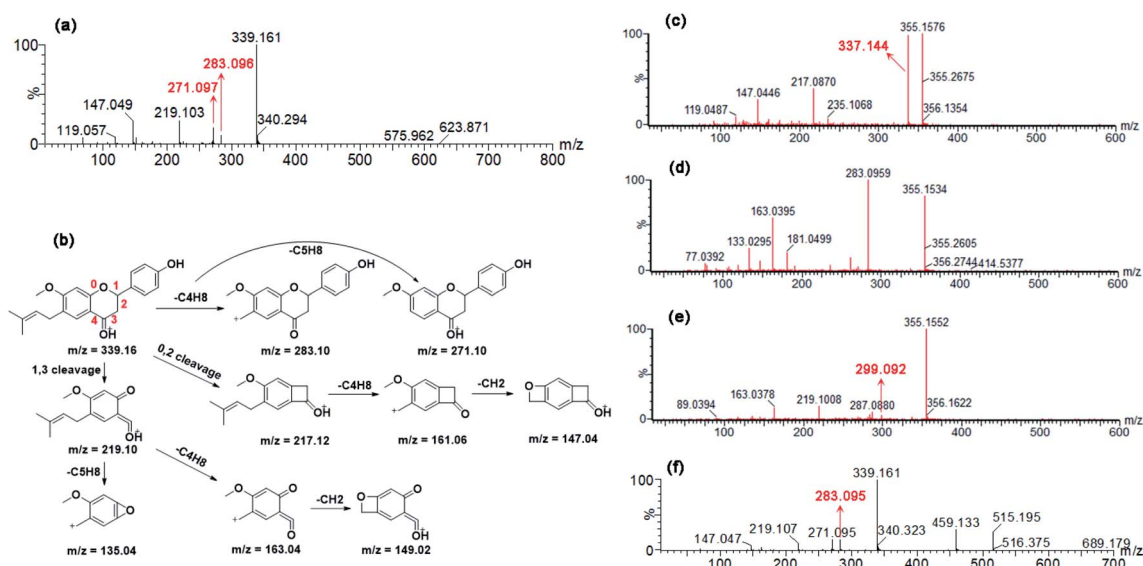 (a)
100
%
0
339.161
283.096
271.097
147.049
219.103
119.057
340.294
575.962
623.871
100 200 300 400 500 600 700 800
m/z
(b)
OH
O
0
1
2
3
4
O
OH
+
m/z = 339.16
-C4H8
-C5H8
OH
O
O
+
O
m/z = 283.10
OH
O
O
OH
+
m/z = 271.10
1,3 cleavage
0,2 cleavage
O
O
OH
+
m/z = 219.10
O
OH
+
m/z = 217.12
-C4H8
O
O
+
m/z = 161.06
-CH2
O
OH
+
m/z = 147.04
-C5H8
-C4H8
O
O
+
m/z = 135.04
O
O
O
+
m/z = 163.04
-CH2
O
O
OH
+
m/z = 149.02
(c)
100
%
0
355.1576
337.144
355.2675
217.0870
147.0446
119.0487
235.1068
356.1354
100 200 300 400 500 600
m/z
(d)
100
%
0
283.0959
355.1534
163.0395
355.2605
133.0295
181.0499
77.0392
356.2744
414.5377
100 200 300 400 500 600
m/z
(e)
100
%
0
355.1552
299.092
163.0378
219.1008
287.0880
89.0394
356.1622
100 200 300 400 500 600
m/z
(f)
100
%
0
339.161
283.095
219.107
271.095
147.047
340.323
459.133
515.195
516.375
689.179
100 200 300 400 500 600 700
m/z